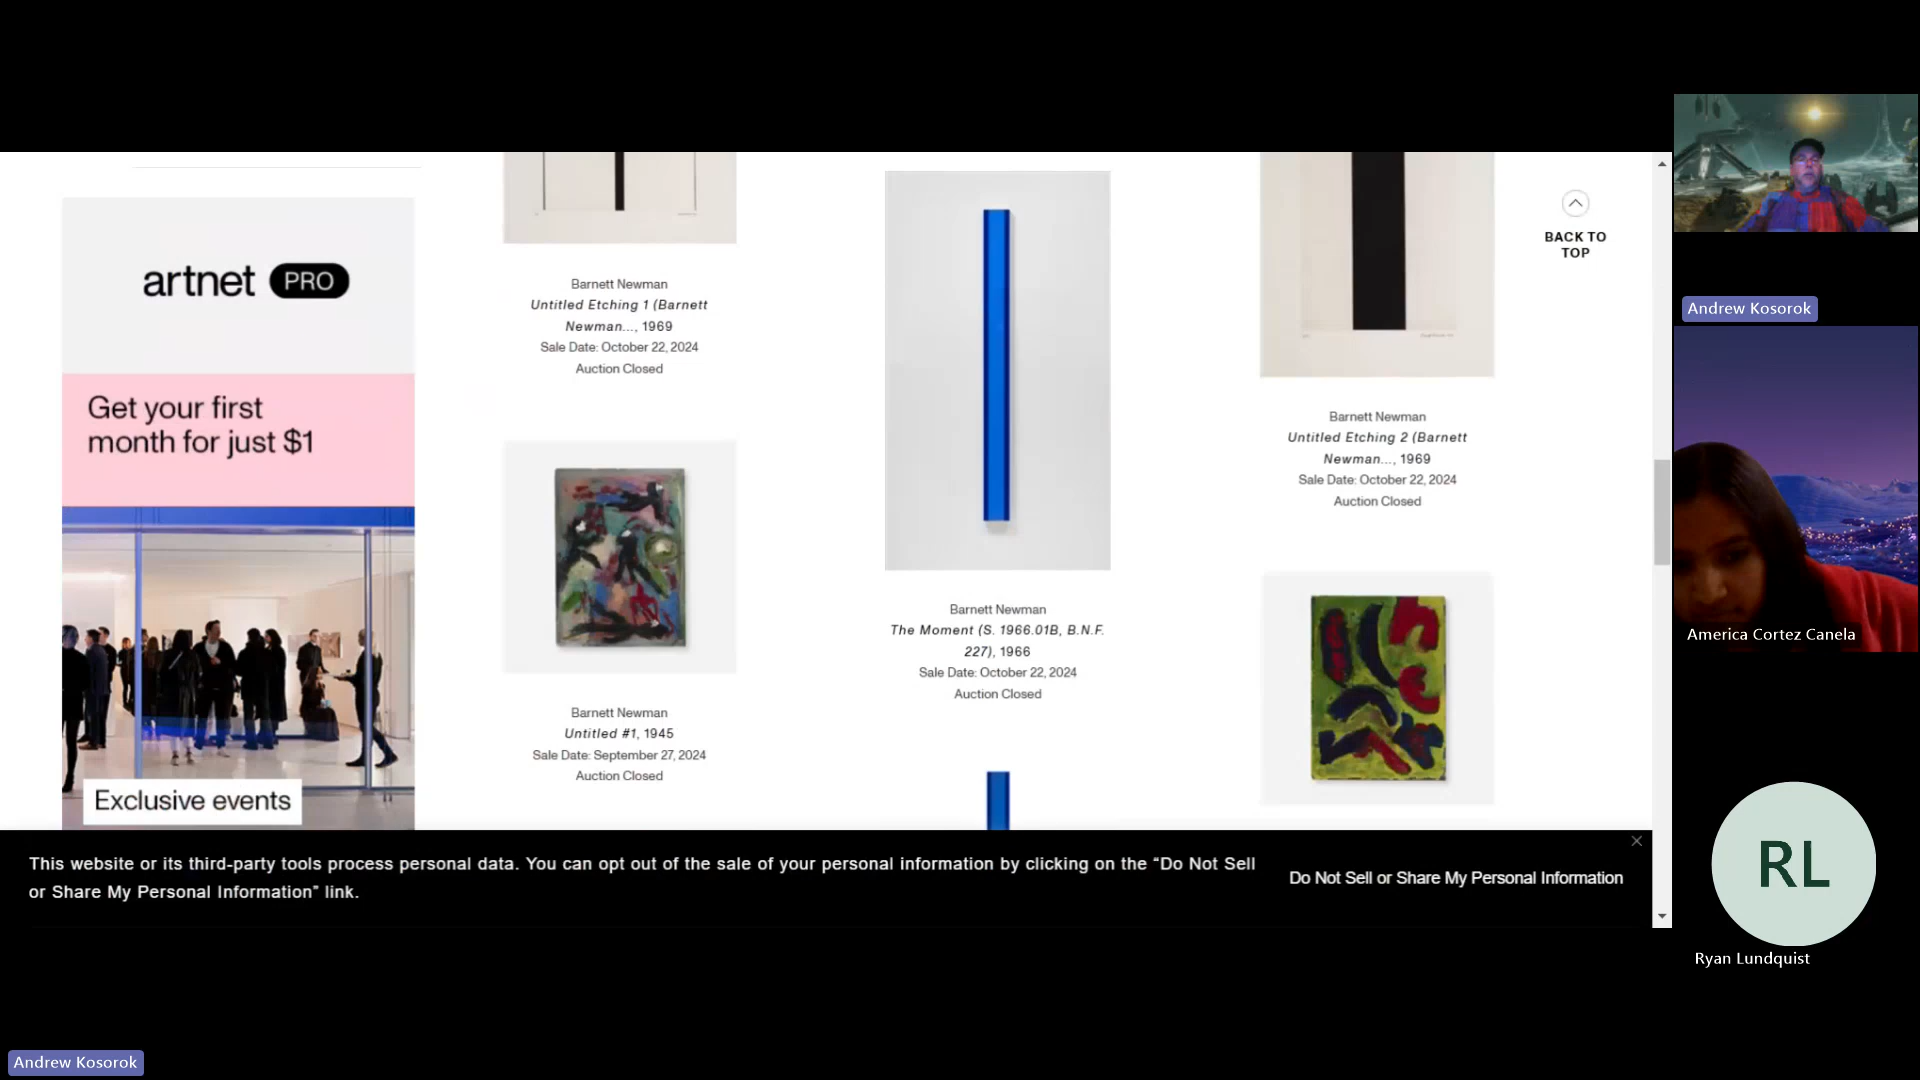 artnet PRO
Get your first
month for just $1
Exclusive events
Barnett Newman
Untitled Etching 1 (Barnett
Newman..., 1969
Sale Date: October 22, 2024
Auction Closed
Barnett Newman
Untitled #1, 1945
Sale Date: September 27, 2024
Auction Closed
Barnett Newman
The Moment (S. 1966.01B, B.N.F.
227), 1966
Sale Date: October 22, 2024
Auction Closed
Barnett Newman
Untitled Etching 2 (Barnett
Newman..., 1969
Sale Date: October 22, 2024
Auction Closed
BACK TO
TOP
This website or its third-party tools process personal data. You can opt out of the sale of your personal information by clicking on the “Do Not Sell
or Share My Personal Information” link.
Do Not Sell or Share My Personal Information
Andrew Kosorok
America Cortez Canela
RL
Ryan Lundquist
Andrew Kosorok